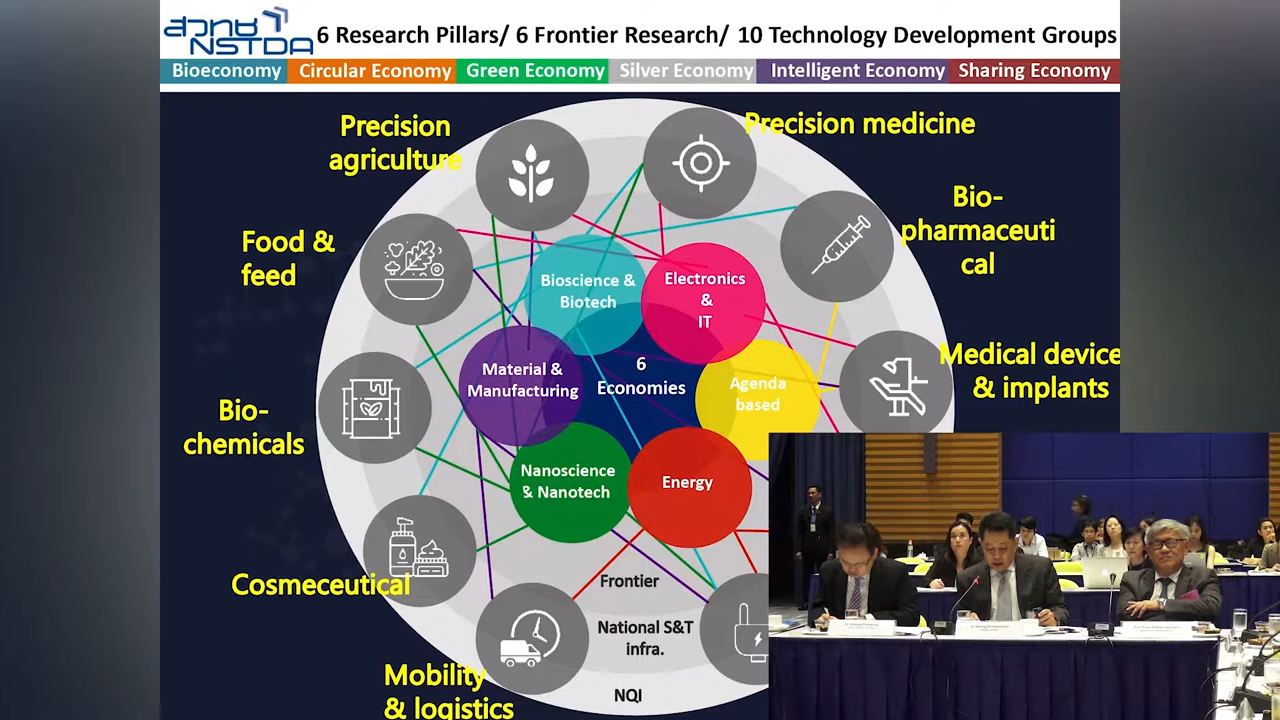 สวทช
NSTDA
6 Research Pillars/ 6 Frontier Research/ 10 Technology Development Groups
Bioeconomy
Circular Economy
Green Economy
Silver Economy
Intelligent Economy
Sharing Economy
Precision
agriculture
Precision medicine
Food &
feed
Bio-
pharmaceuti
cal
Bioscience &
Biotech
Electronics
&
IT
Material &
Manufacturing
6
Economies
Agenda
based
Medical device
& implants
Bio-
chemicals
Nanoscience
& Nanotech
Energy
Cosmeceutical
Frontier
National S&T
infra.
NQI
Mobility
& logistics